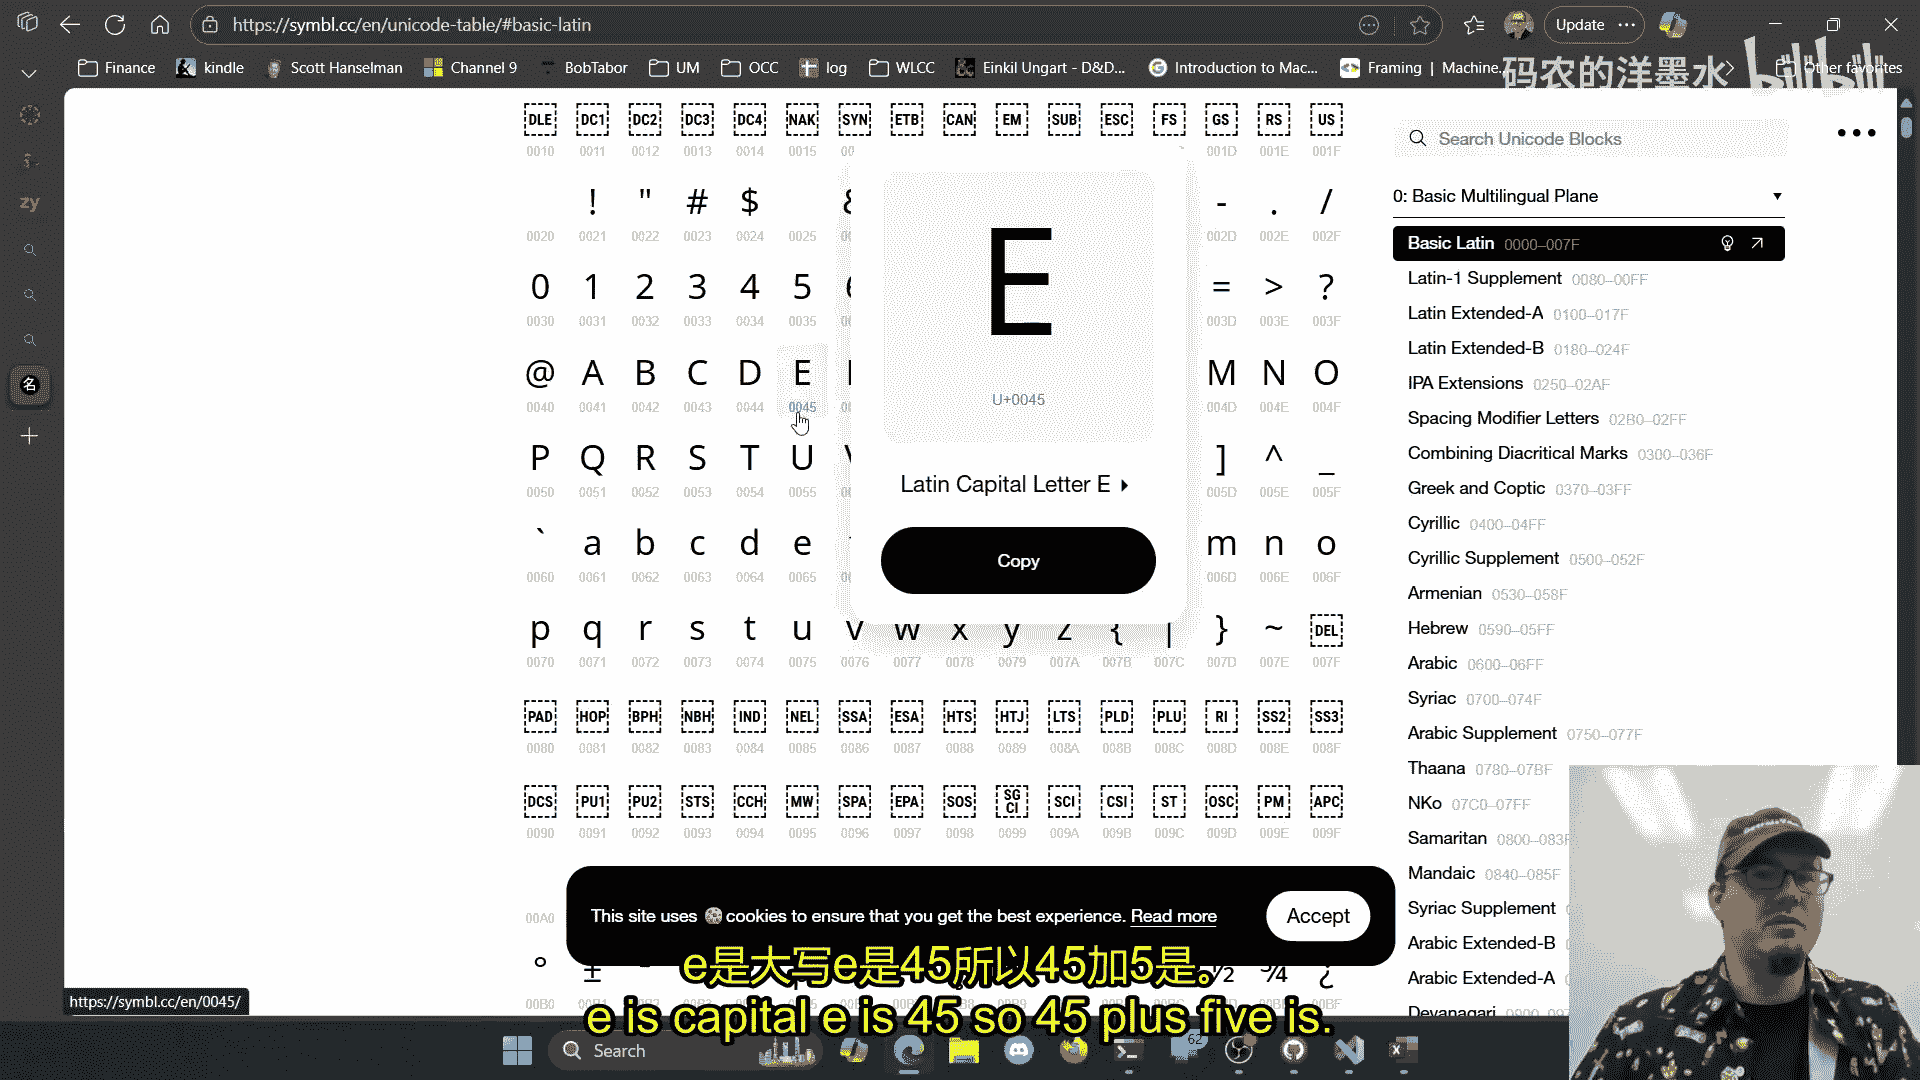 https://symbl.cc/en/unicode-table/#basic-latin
Update
Finance
kindle
Scott Hanselman
Channel 9
BobTabor
UM
OCC
log
WLCC
Einkil Ungart - D&D...
Introduction to Mac...
Framing | Machine...
Other favorites
码农的洋墨水
bilibili
DLE DC1 DC2 DC3 DC4 NAK SYN ETB CAN EM SUB ESC FS GS RS US
0010 0011 0012 0013 0014 0015 001D 001E 001F
! " # $ - . /
0020 0021 0022 0023 0024 0025 002D 002E 002F
0 1 2 3 4 5 = > ?
0030 0031 0032 0033 0034 0035 003D 003E 003F
@ A B C D E M N O
0040 0041 0042 0043 0044 0045 004D 004E 004F
P Q R S T U ] ^ _
0050 0051 0052 0053 0054 0055 005D 005E 005F
` a b c d e m n o
0060 0061 0062 0063 0064 0065 006D 006E 006F
p q r s t u v w x y z { | } ~ DEL
0070 0071 0072 0073 0074 0075 0076 0077 0078 0079 007A 007B 007C 007D 007E 007F
PAD HOP BPH NBH IND NEL SSA ESA HTS HTJ LTS PLD PLU RI SS2 SS3
0080 0081 0082 0083 0084 0085 0086 0087 0088 0089 008A 008B 008C 008D 008E 008F
DCS PU1 PU2 STS CCH MW SPA EPA SOS SGCI SCI CSI ST OSC PM APC
0090 0091 0092 0093 0094 0095 0096 0097 0098 0099 009A 009B 009C 009D 009E 009F
00A0
° ± ½ ¾ ¿
00B0
E
U+0045
Latin Capital Letter E
Copy
Search Unicode Blocks
0: Basic Multilingual Plane
Basic Latin 0000–007F
Latin-1 Supplement 0080–00FF
Latin Extended-A 0100–017F
Latin Extended-B 0180–024F
IPA Extensions 0250–02AF
Spacing Modifier Letters 02B0–02FF
Combining Diacritical Marks 0300–036F
Greek and Coptic 0370–03FF
Cyrillic 0400–04FF
Cyrillic Supplement 0500–052F
Armenian 0530–058F
Hebrew 0590–05FF
Arabic 0600–06FF
Syriac 0700–074F
Arabic Supplement 0750–077F
Thaana 0780–07BF
NKo 07C0–07FF
Samaritan 0800–083F
Mandaic 0840–085F
Syriac Supplement
Arabic Extended-B
Arabic Extended-A
Devanagari
zy
名
This site uses cookies to ensure that you get the best experience. Read more
Accept
e是大写e是45所以45加5是。
e is capital e is 45 so 45 plus five is.
https://symbl.cc/en/0045/
Search
62